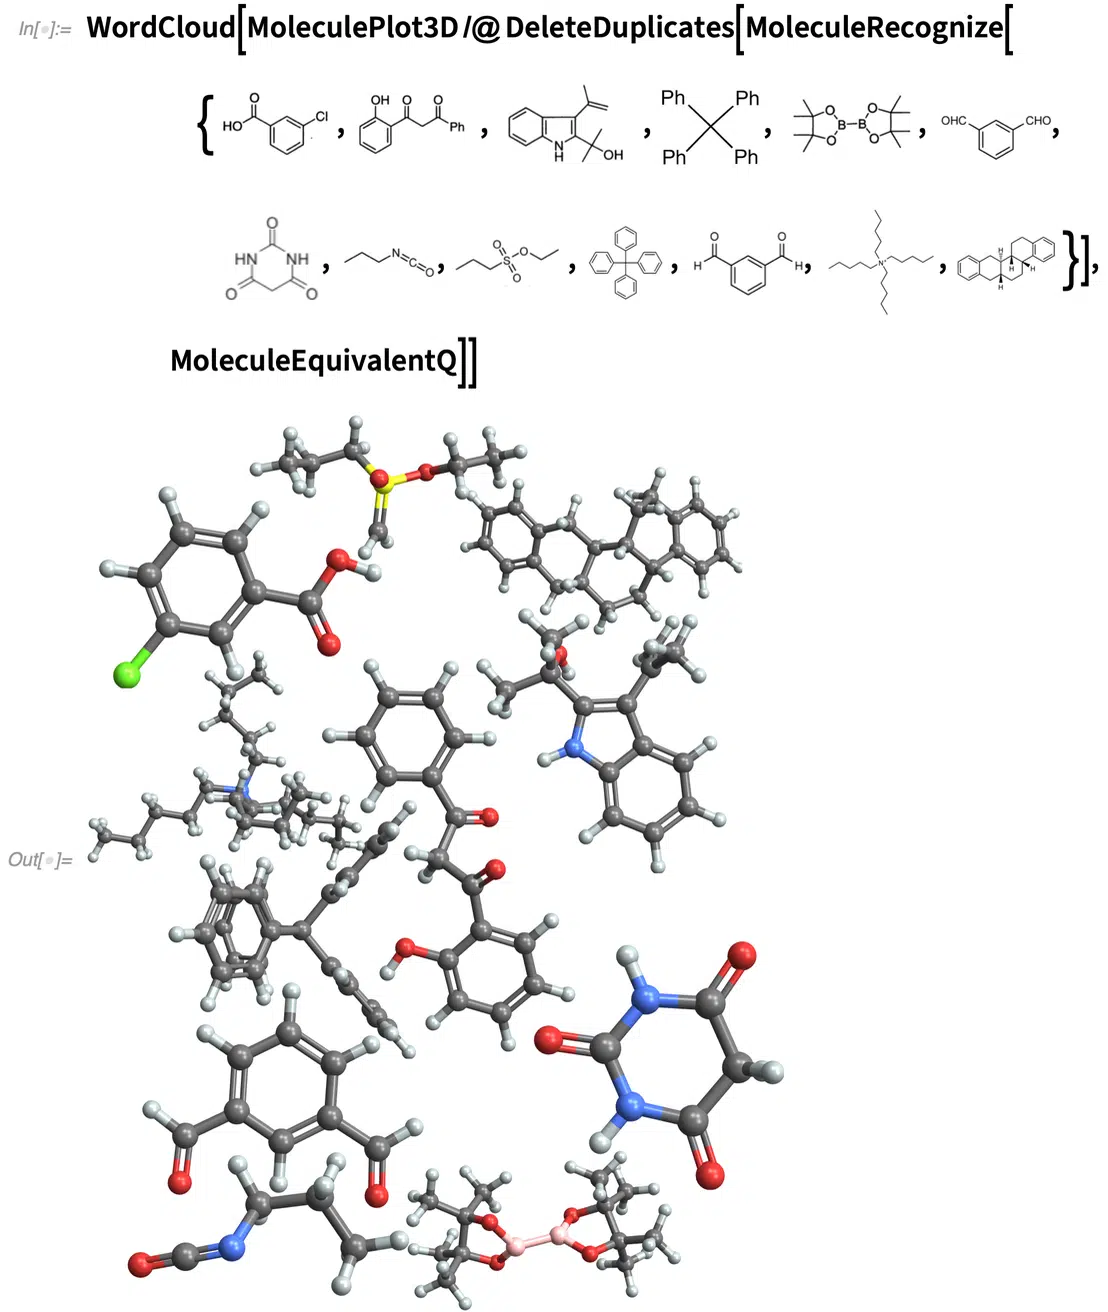 In[●]:= WordCloud[MoleculePlot3D /@ DeleteDuplicates[MoleculeRecognize[
{ HO O Cl , OH O O Ph , NH OH , Ph Ph Ph Ph , O O B B O O , OHC CHO ,
O HN NH O O , N C O , O S O O , , O H O H , N⁺ , H H H H }],
MoleculeEquivalentQ]]
Out[●]=